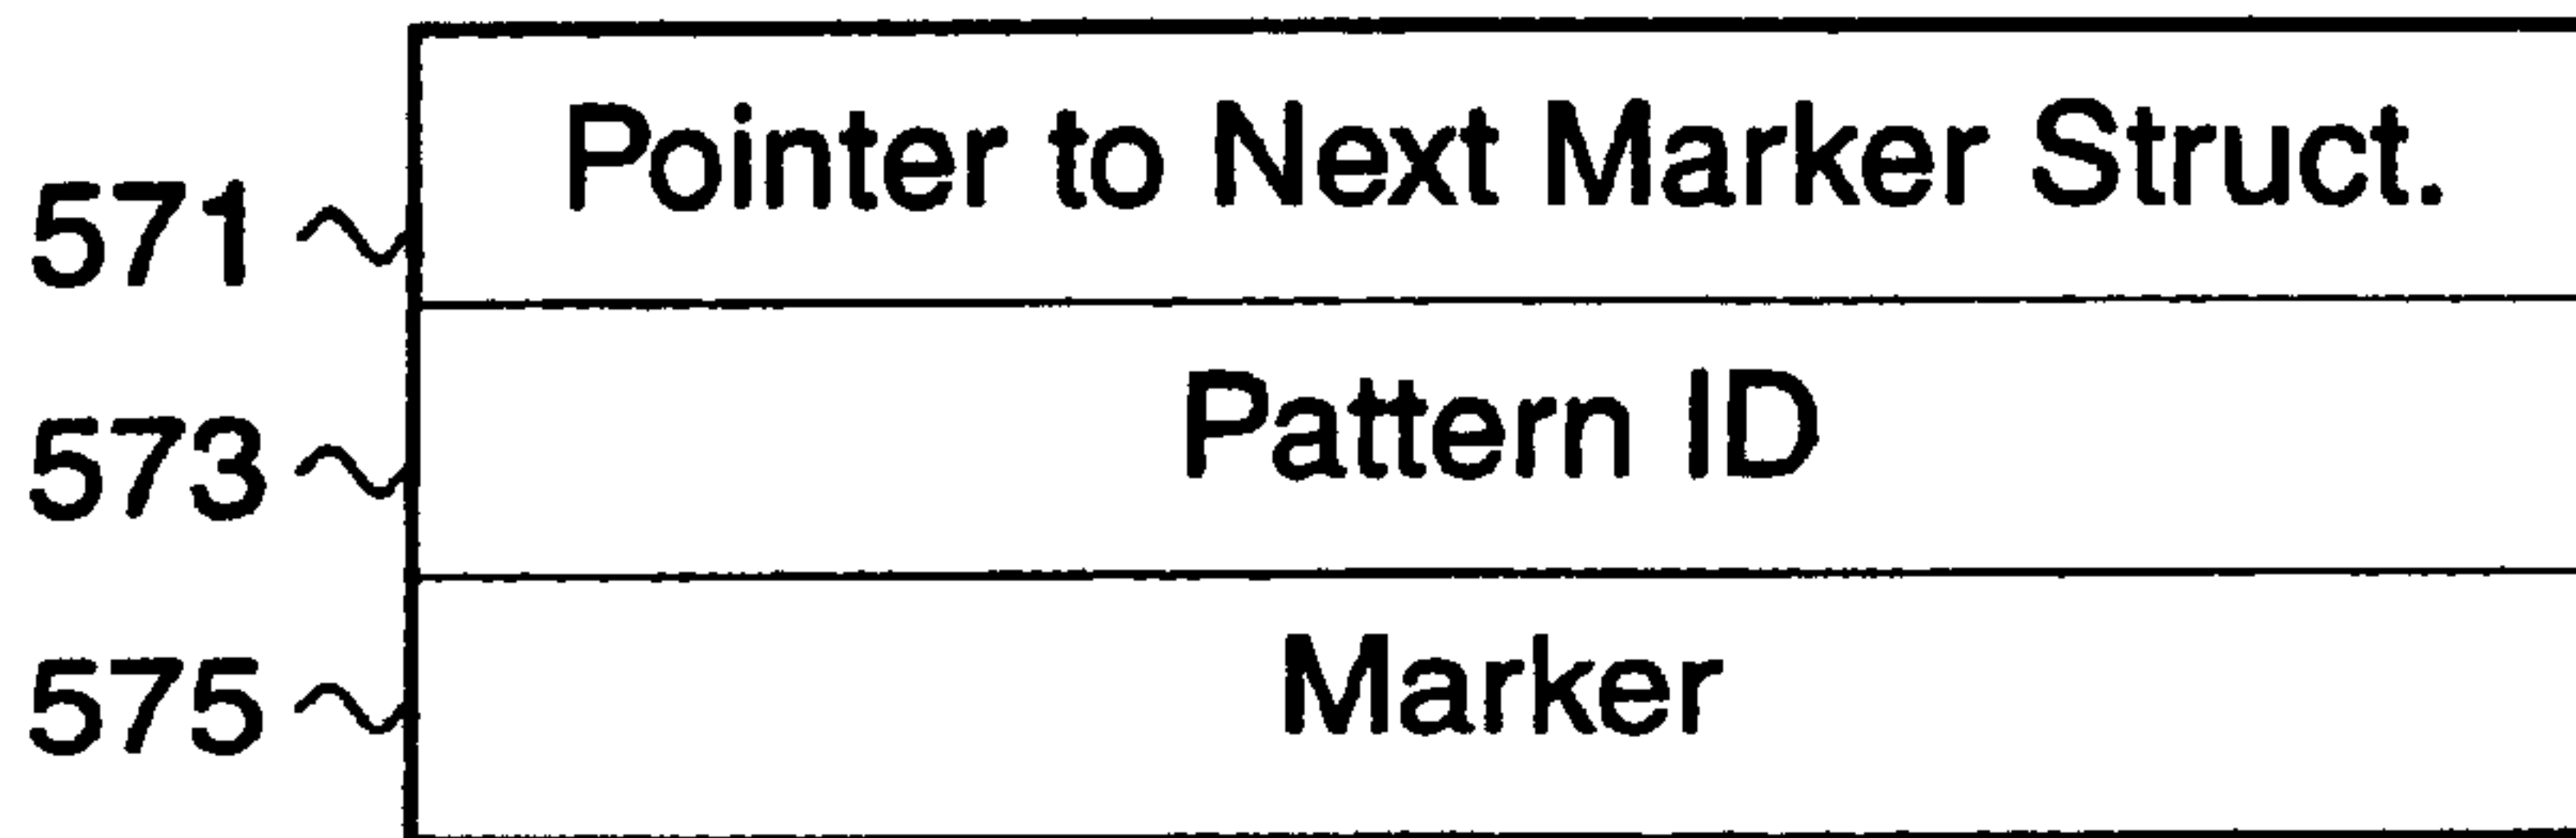 Pointer to Next Marker Struct.
571
Pattern ID
573
Marker
575